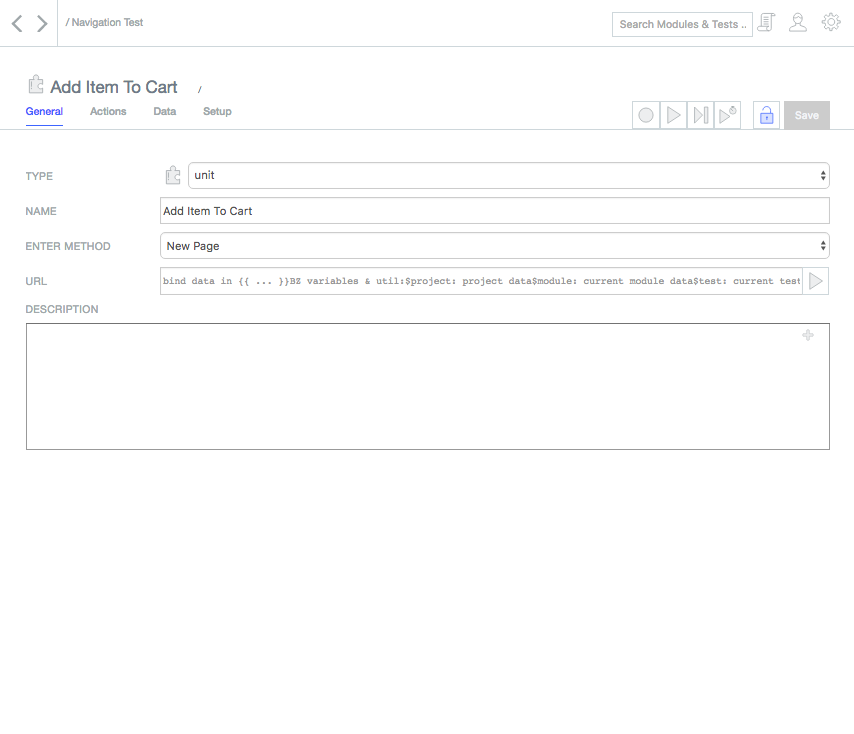 / Navigation Test
Search Modules & Tests ..
Add Item To Cart /
General Actions Data Setup
Save
TYPE unit
NAME Add Item To Cart
ENTER METHOD New Page
URL bind data in {{ ... }}BZ variables & util:$project: project data$module: current module data$test: current test
DESCRIPTION